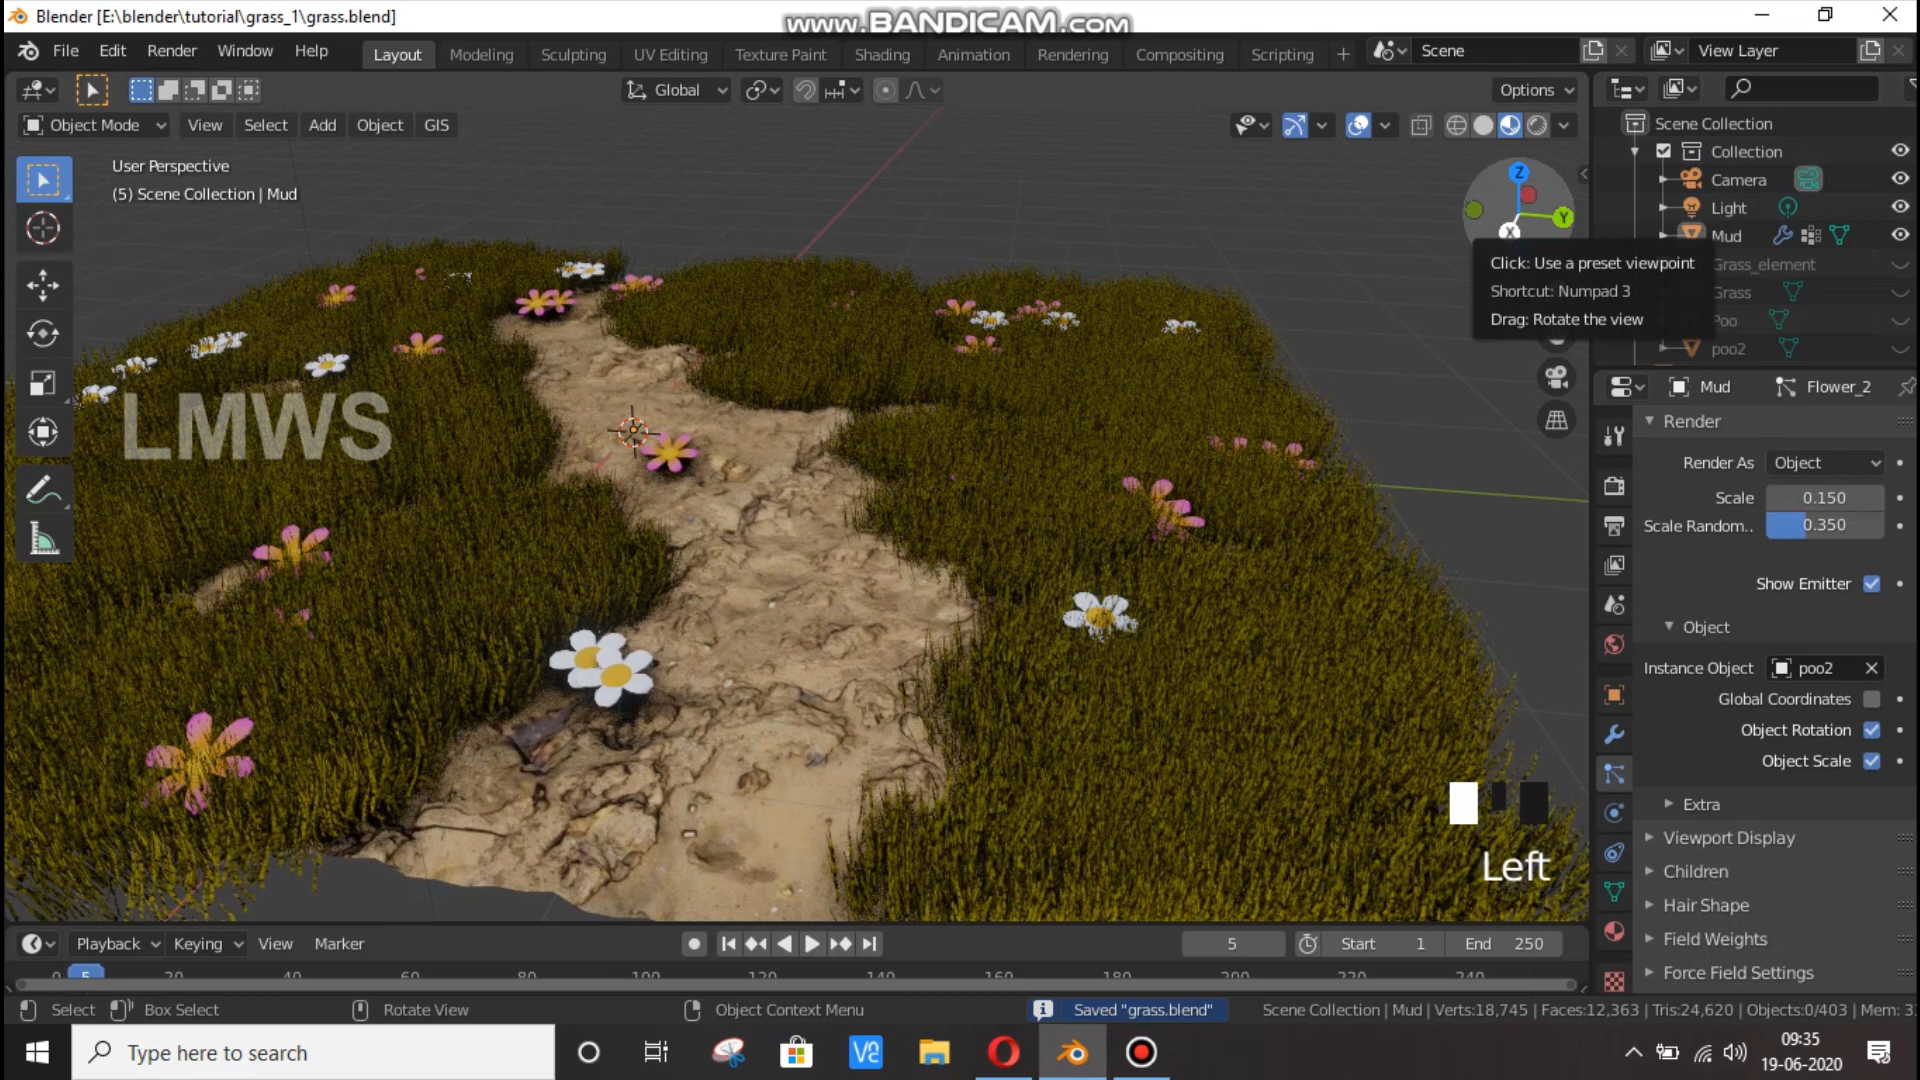 Blender [E:\blender\tutorial\grass_1\grass.blend]
www.BANDICAM.com
File Edit Render Window Help
Layout Modeling Sculpting UV Editing Texture Paint Shading Animation Rendering Compositing Scripting +
Scene
View Layer
Global
Options
Object Mode View Select Add Object GIS
User Perspective
(5) Scene Collection | Mud
Z
Y
X
Click: Use a preset viewpoint
Shortcut: Numpad 3
Drag: Rotate the view
Scene Collection
Collection
Camera
Light
Mud
Grass_element
Grass
Poo
poo2
LMWS
Mud Flower_2
Render
Render As Object
Scale 0.150
Scale Random.. 0.350
Show Emitter
Object
Instance Object poo2
Global Coordinates
Object Rotation
Object Scale
Extra
Viewport Display
Children
Hair Shape
Field Weights
Force Field Settings
Left
Playback Keying View Marker
5
Start 1 End 250
0 5 20 40 60 80 100 120 140 160 180 200 220 240
Select Box Select Rotate View Object Context Menu
Saved "grass.blend"
Scene Collection | Mud | Verts:18,745 | Faces:12,363 | Tris:24,620 | Objects:0/403 | Mem: 3
Type here to search
09:35
19-06-2020